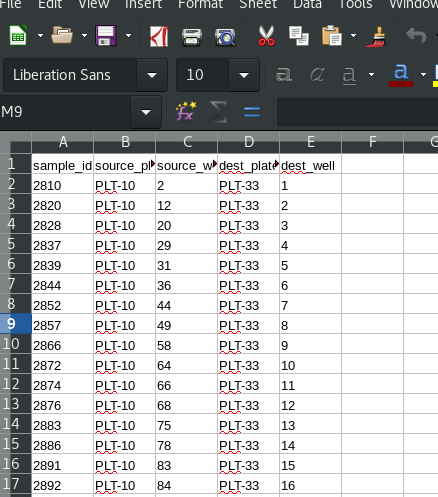 File Edit View Insert Format Styles Sheet Data Tools Window
Liberation Sans 10 a a a a
M9 fx Σ =
A B C D E F G
1 sample_id source_pl source_w dest_plate dest_well
2 2810 PLT-10 2 PLT-33 1
3 2820 PLT-10 12 PLT-33 2
4 2828 PLT-10 20 PLT-33 3
5 2837 PLT-10 29 PLT-33 4
6 2839 PLT-10 31 PLT-33 5
7 2844 PLT-10 36 PLT-33 6
8 2852 PLT-10 44 PLT-33 7
9 2857 PLT-10 49 PLT-33 8
10 2866 PLT-10 58 PLT-33 9
11 2872 PLT-10 64 PLT-33 10
12 2874 PLT-10 66 PLT-33 11
13 2876 PLT-10 68 PLT-33 12
14 2883 PLT-10 75 PLT-33 13
15 2886 PLT-10 78 PLT-33 14
16 2891 PLT-10 83 PLT-33 15
17 2892 PLT-10 84 PLT-33 16